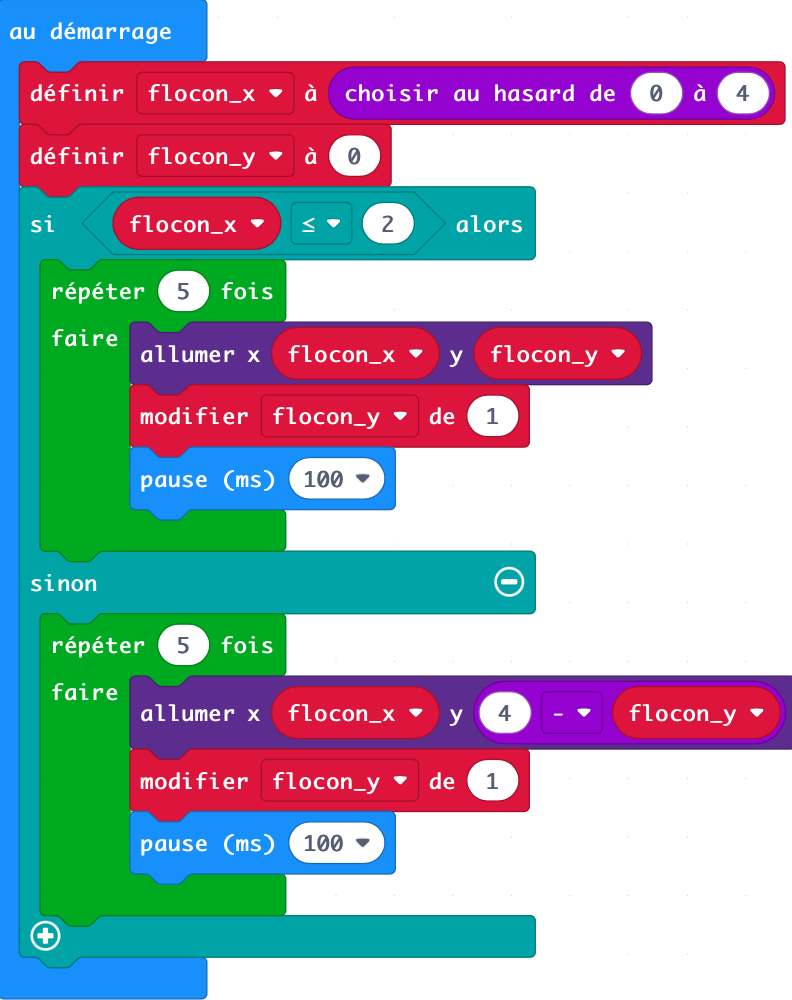 au démarrage
définir flocon_x à choisir au hasard de 0 à 4
définir flocon_y à 0
si flocon_x ≤ 2 alors
répéter 5 fois
faire allumer x flocon_x y flocon_y
modifier flocon_y de 1
pause (ms) 100
sinon
répéter 5 fois
faire allumer x flocon_x y 4 - flocon_y
modifier flocon_y de 1
pause (ms) 100